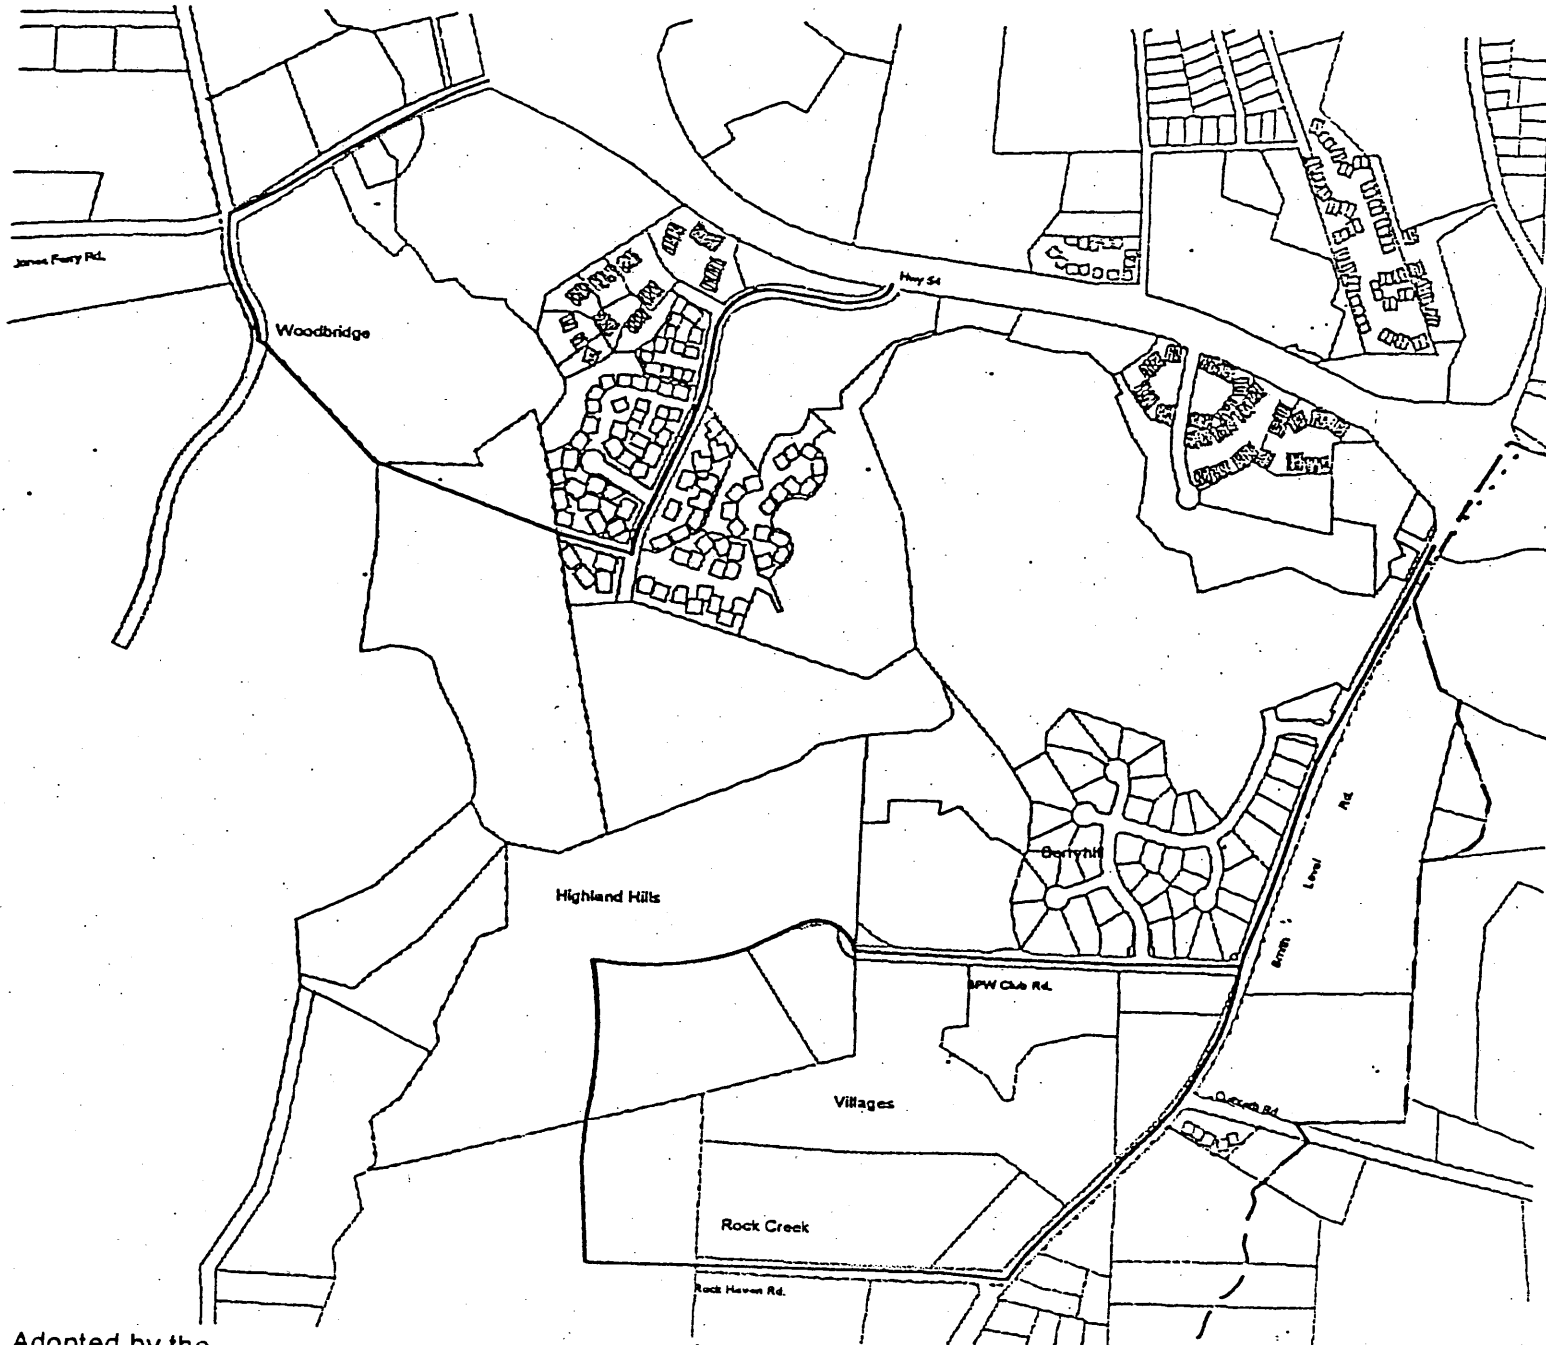 Jones Ferry Rd.
Hwy 54
Woodbridge
Rd.
Berryhill
Level
Highland Hills
Smith
BPW Club Rd.
Villages
Rock Creek
Rock Haven Rd.
Adopted by the